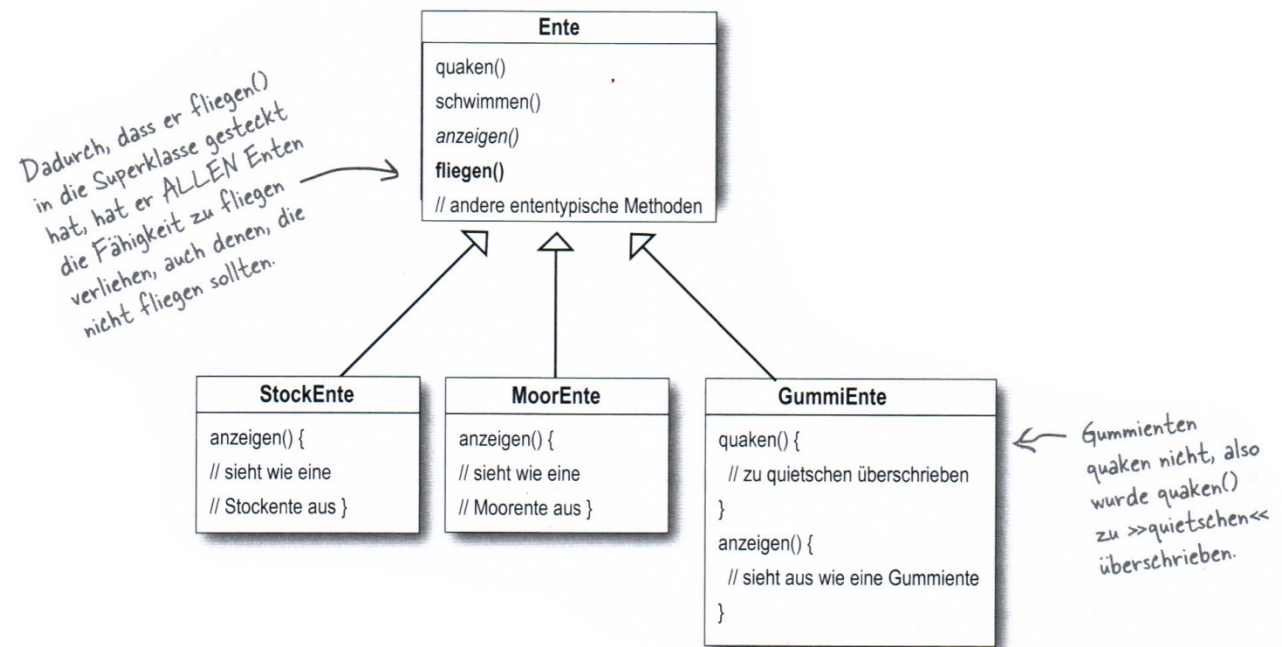 Ente
quaken()
schwimmen()
anzeigen()
fliegen()
// andere ententypische Methoden
Dadurch, dass er fliegen()
in die Superklasse gesteckt
hat, hat er ALLEN Enten
die Fähigkeit zu fliegen
verliehen, auch denen, die
nicht fliegen sollten.
StockEnte
anzeigen() {
// sieht wie eine
// Stockente aus }
MoorEnte
anzeigen() {
// sieht wie eine
// Moorente aus }
GummiEnte
quaken() {
// zu quietschen überschrieben
}
anzeigen() {
// sieht aus wie eine Gummiente
}
Gummienten
quaken nicht, also
wurde quaken()
zu >>quietschen<<
überschrieben.